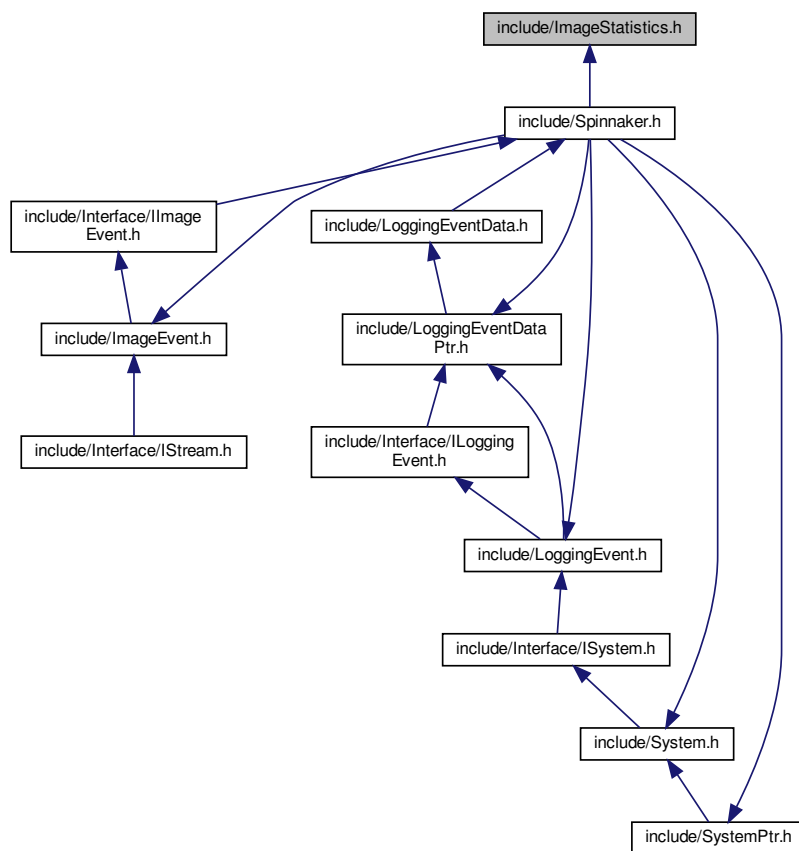 include/ImageStatistics.h
include/Spinnaker.h
include/Interface/IImage
Event.h
include/LoggingEventData.h
include/ImageEvent.h
include/LoggingEventData
Ptr.h
include/Interface/IStream.h
include/Interface/ILogging
Event.h
include/LoggingEvent.h
include/Interface/ISystem.h
include/System.h
include/SystemPtr.h